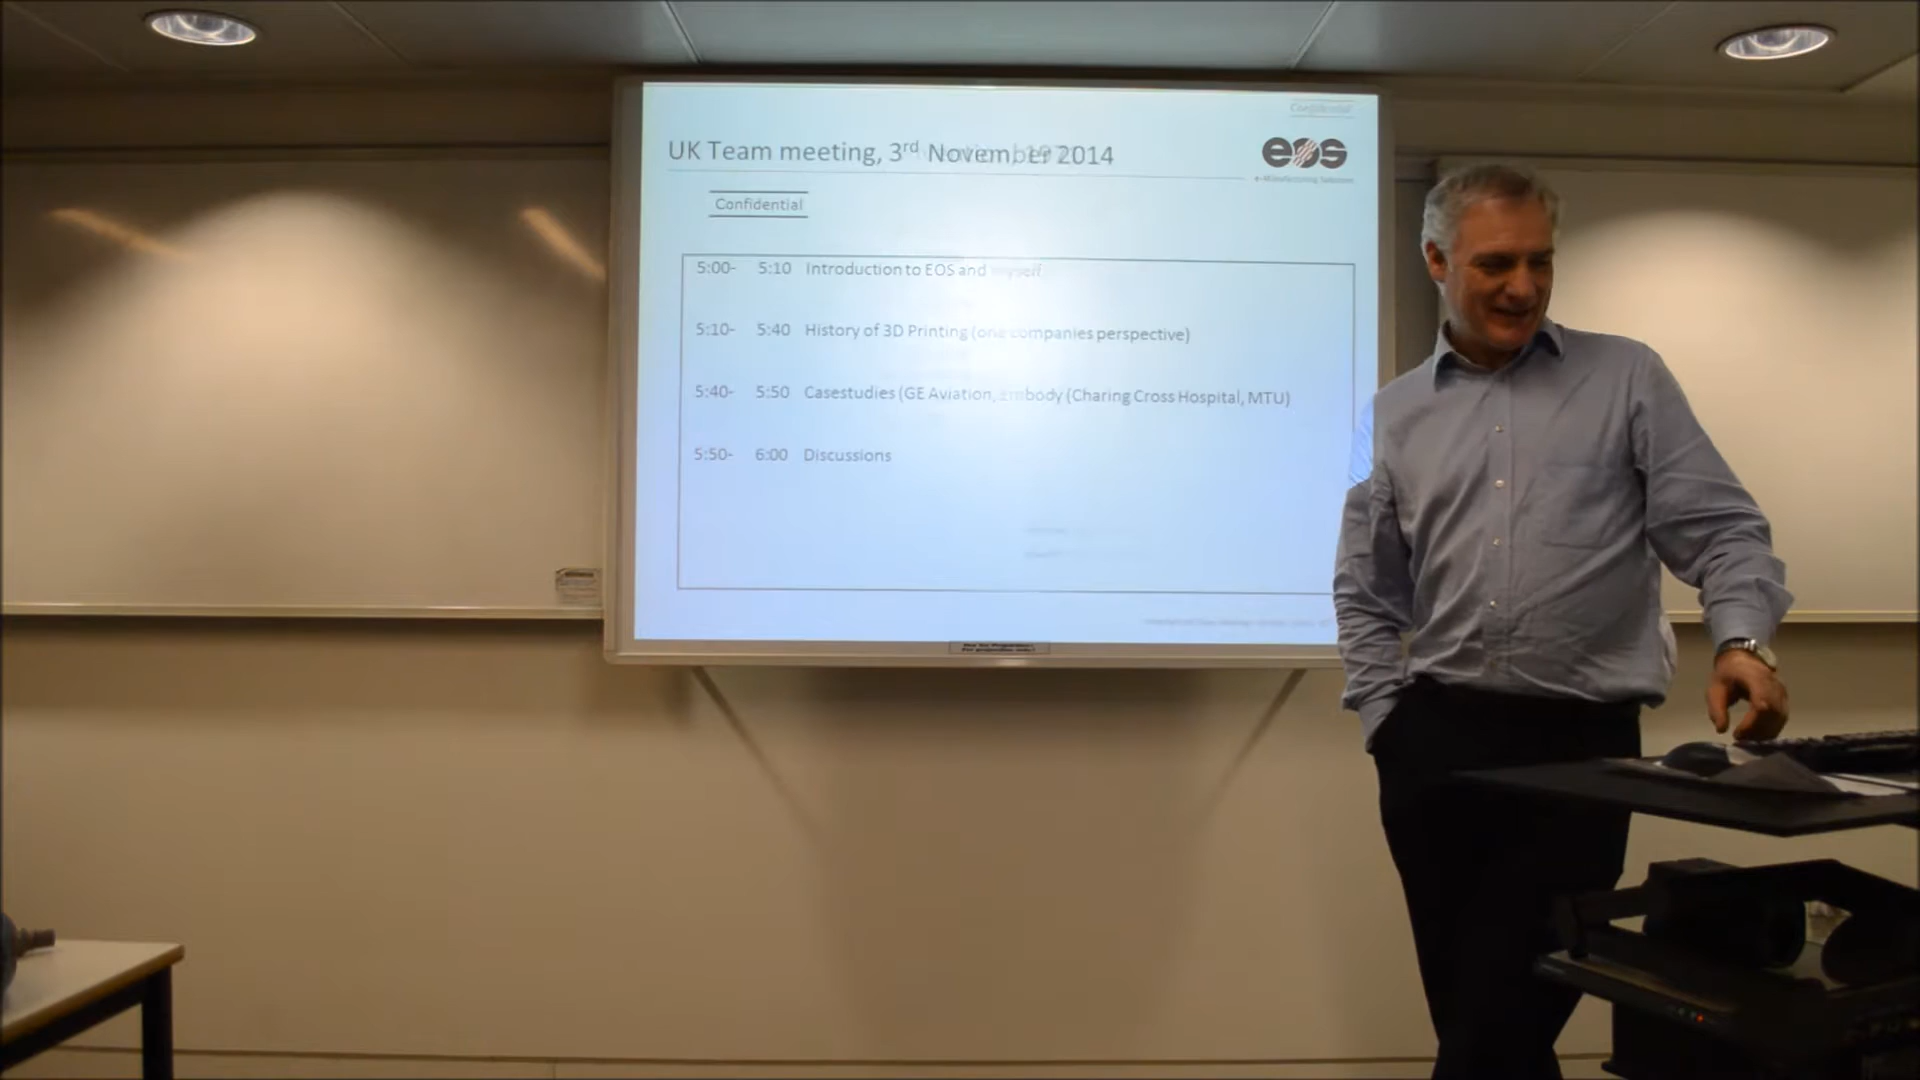 Confidential
UK Team meeting, 3rd November 2014
eos
e-Manufacturing Solutions
Confidential
5:00- 5:10 Introduction to EOS and myself
5:10- 5:40 History of 3D Printing (one companies perspective)
5:40- 5:50 Casestudies (GE Aviation, Embody (Charing Cross Hospital, MTU)
5:50- 6:00 Discussions